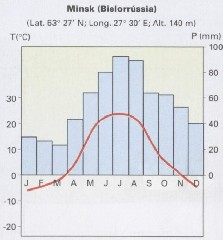 Minsk (Bielorrússia)
(Lat. 53° 27' N; Long. 27° 30' E; Alt. 140 m)
T(°C) P (mm)
100
80
30 60
20 40
10 20
0 0
J F M A M J J A S O N D
-10
-20